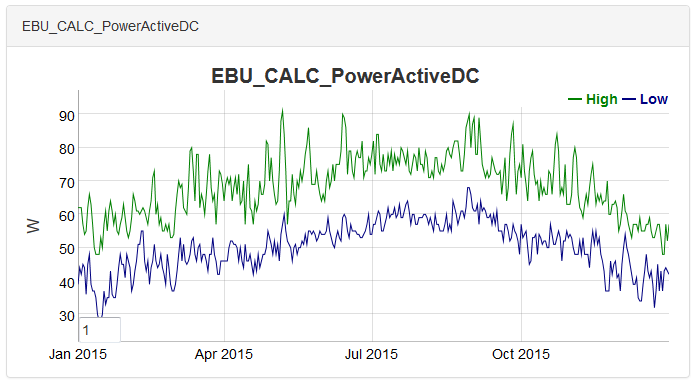 EBU_CALC_PowerActiveDC
EBU_CALC_PowerActiveDC
High Low
90
80
70
60
50
40
30
W
1
Jan 2015 Apr 2015 Jul 2015 Oct 2015